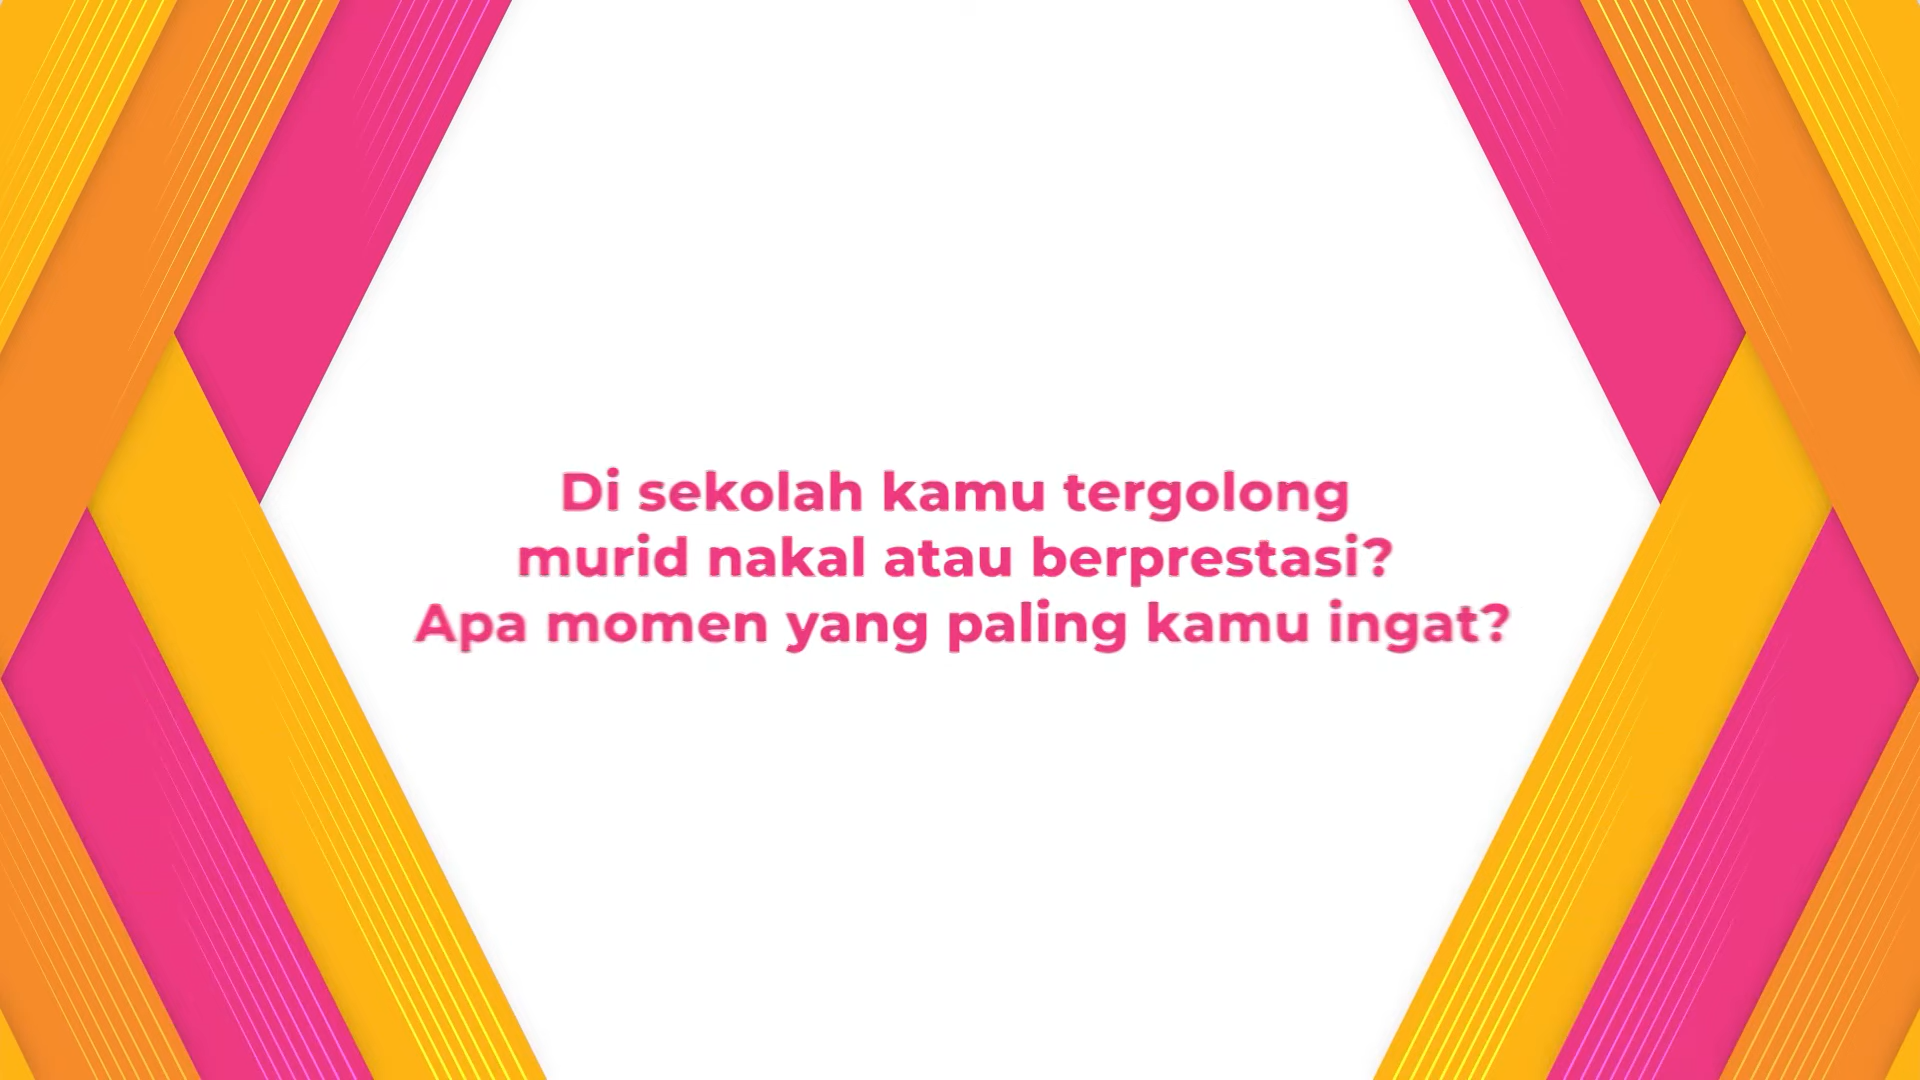 Di sekolah kamu tergolong
murid nakal atau berprestasi?
Apa momen yang paling kamu ingat?